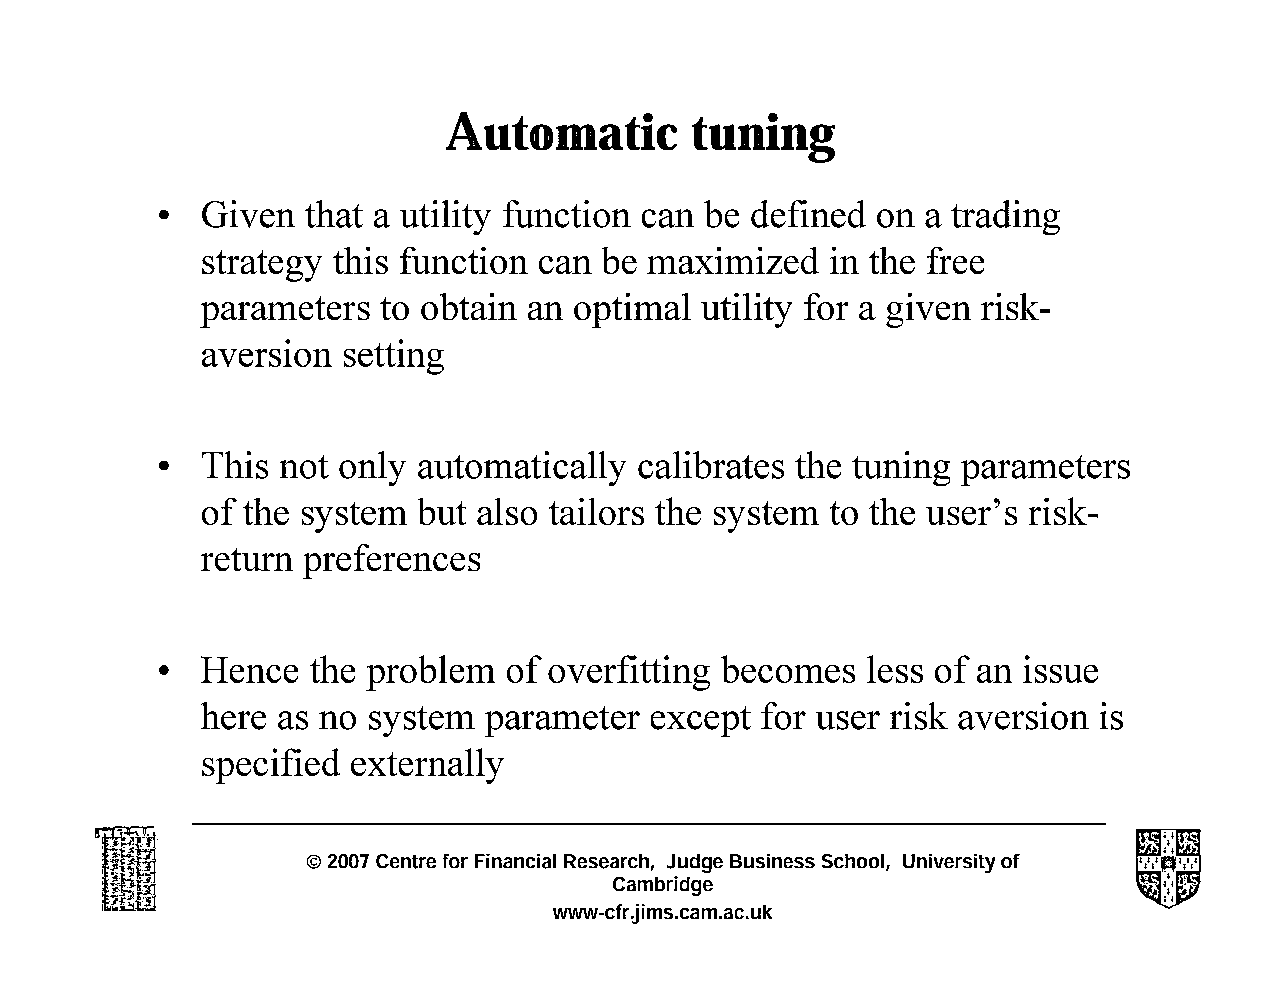 Automatic tuning
• Given that a utility function can be defined on a trading
strategy this function can be maximized in the free
parameters to obtain an optimal utility for a given risk-
aversion setting
• This not only automatically calibrates the tuning parameters
of the system but also tailors the system to the user’s risk-
return preferences
• Hence the problem of overfitting becomes less of an issue
here as no system parameter except for user risk aversion is
specified externally
© 2007 Centre for Financial Research, Judge Business School, University of
Cambridge
www-cfr.jims.cam.ac.uk